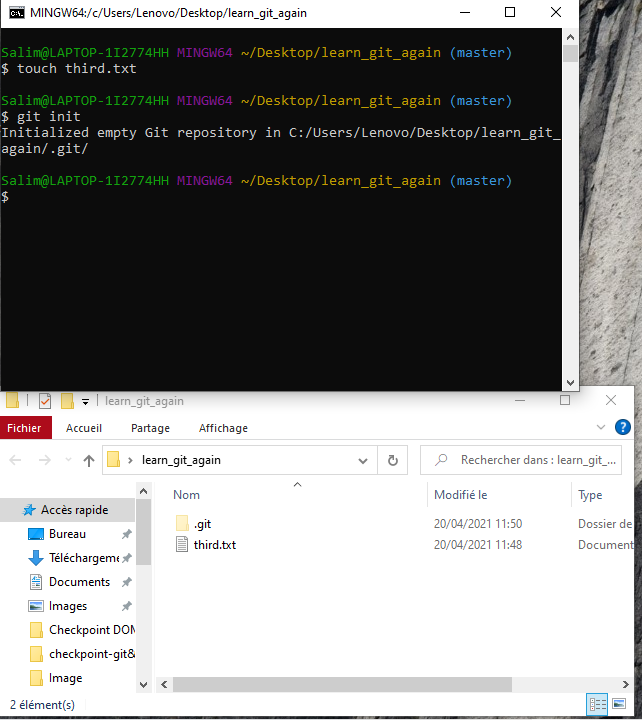 MINGW64:/c/Users/Lenovo/Desktop/learn_git_again
Salim@LAPTOP-1I2774HH MINGW64 ~/Desktop/learn_git_again (master)
$ touch third.txt
Salim@LAPTOP-1I2774HH MINGW64 ~/Desktop/learn_git_again (master)
$ git init
Initialized empty Git repository in C:/Users/Lenovo/Desktop/learn_git_
again/.git/
Salim@LAPTOP-1I2774HH MINGW64 ~/Desktop/learn_git_again (master)
$
learn_git_again
Fichier Accueil Partage Affichage
learn_git_again
Rechercher dans : learn_git_...
Nom Modifié le Type
Accès rapide
Bureau
Téléchargeme
Documents
Images
Checkpoint DOM
checkpoint-git&
Image
.git 20/04/2021 11:50 Dossier de
third.txt 20/04/2021 11:48 Document
2 élément(s)